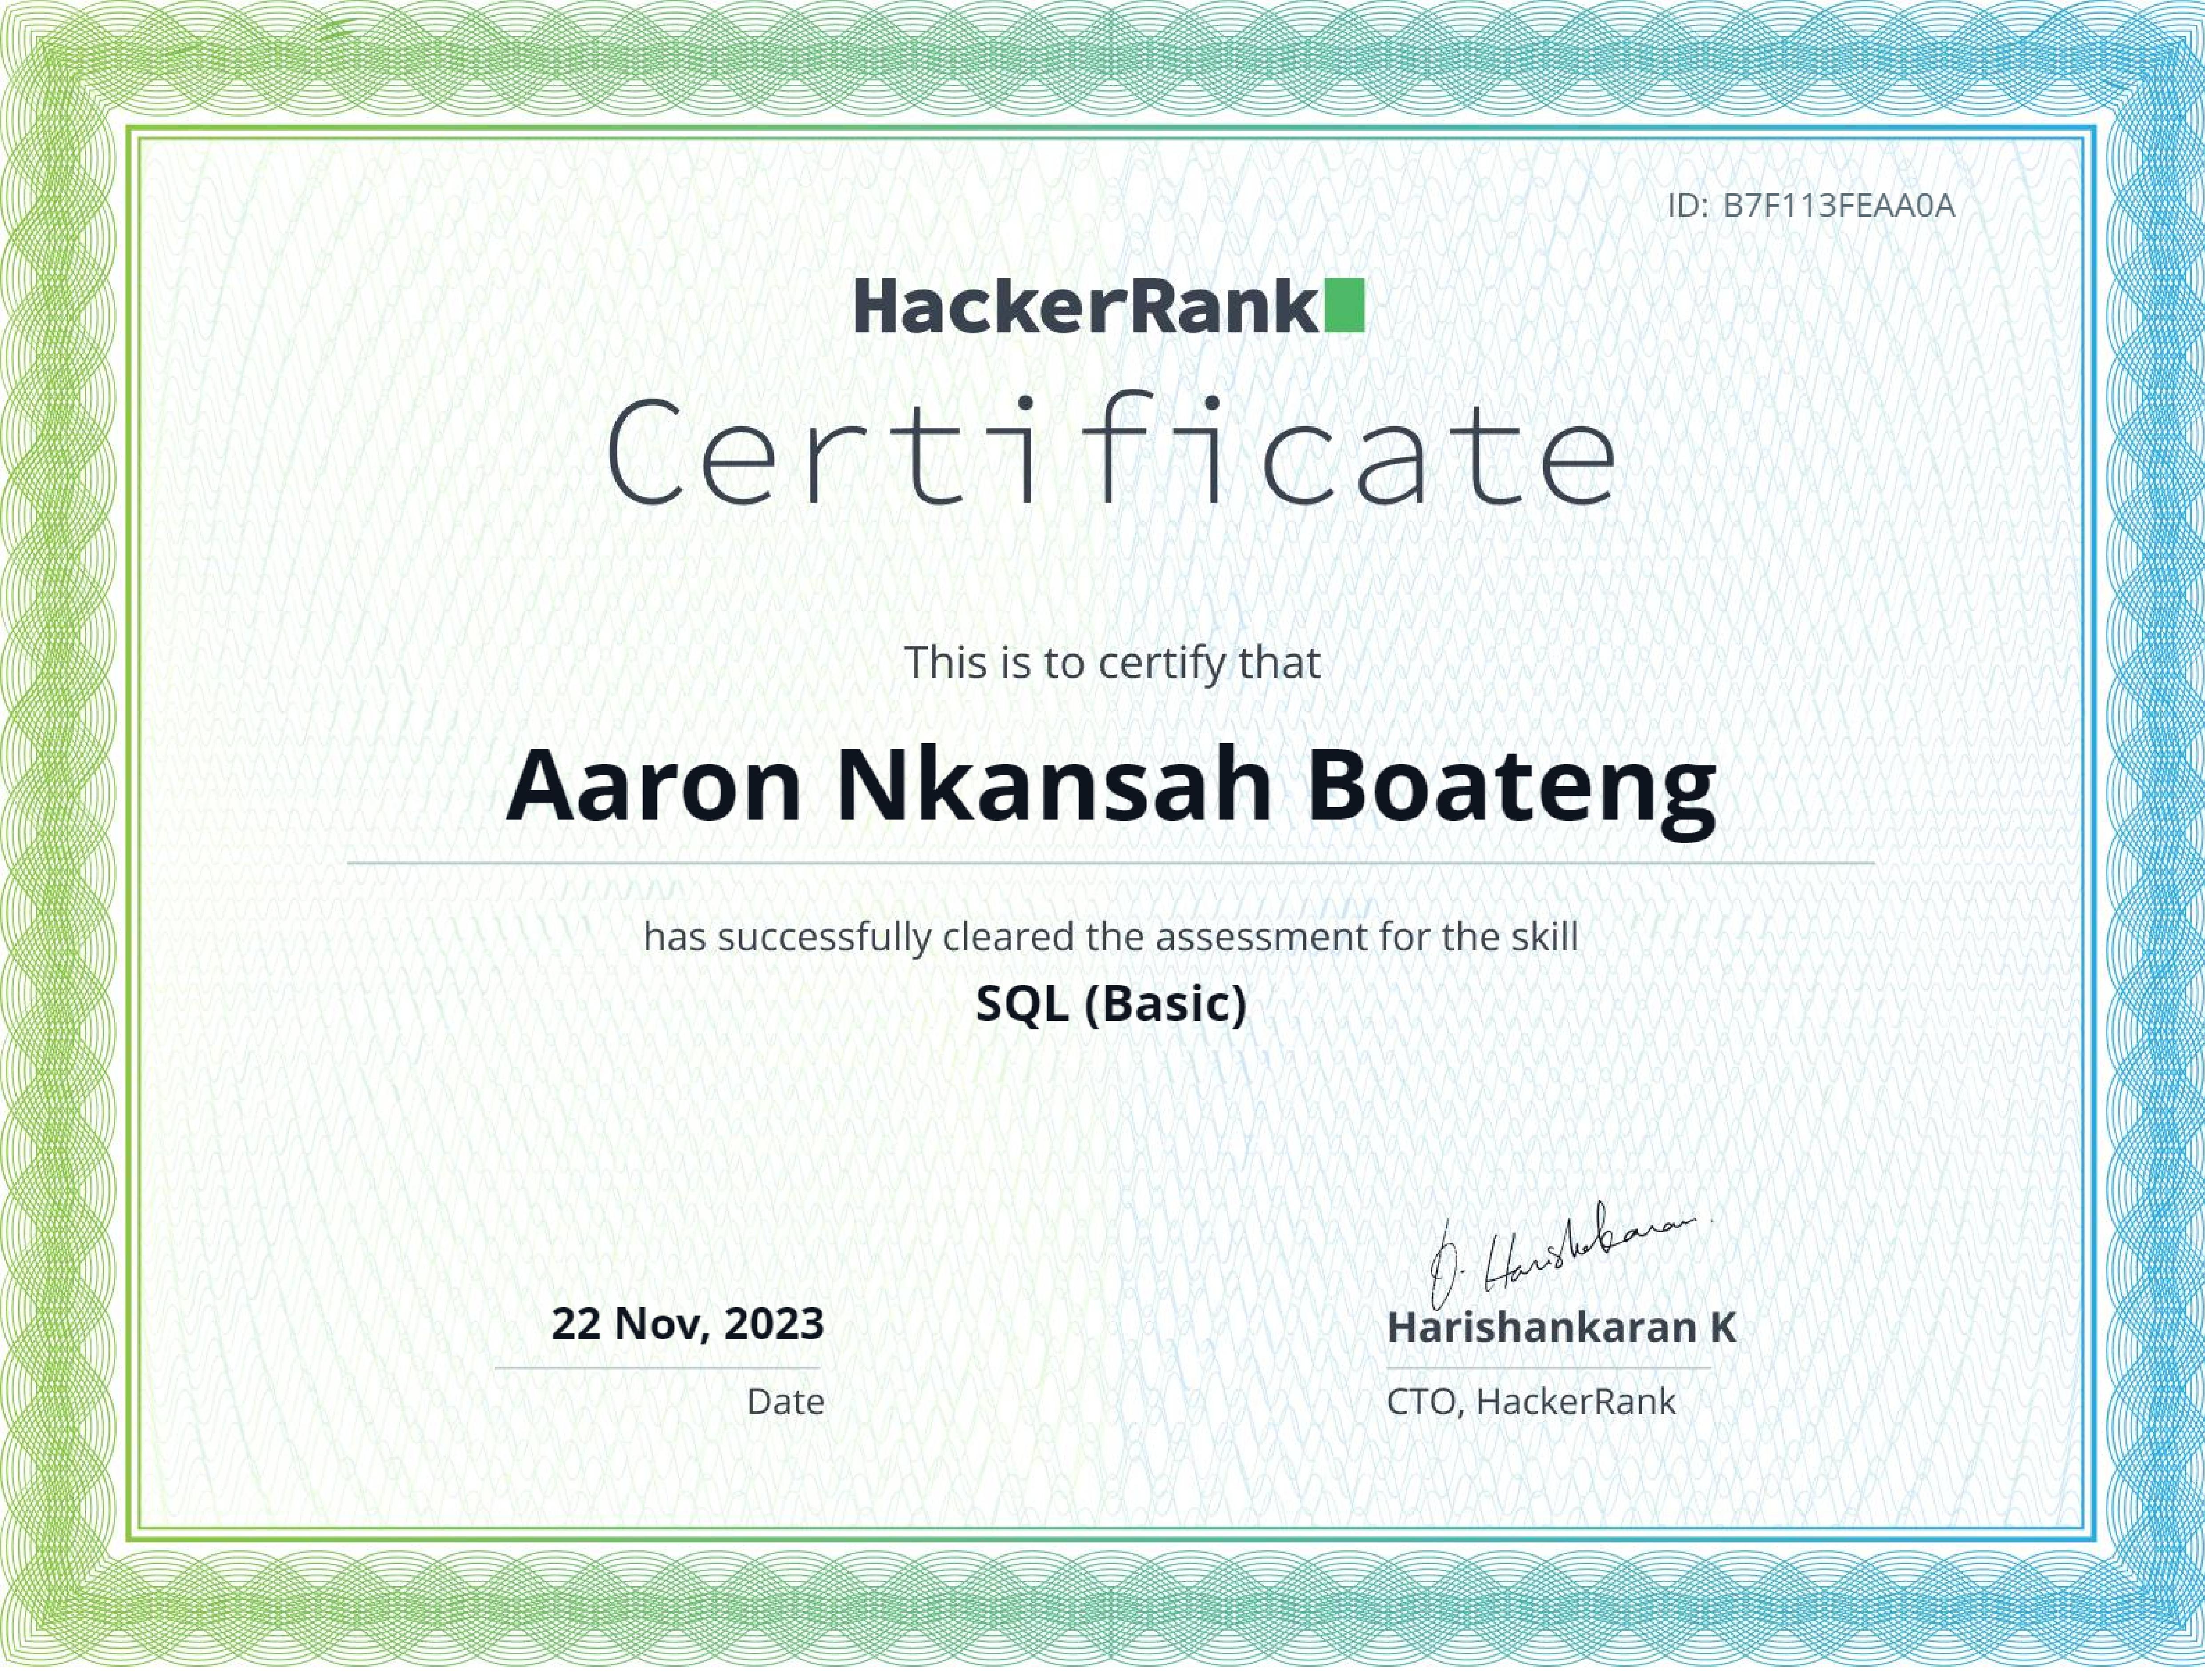 ID: B7F113FEAA0A
HackerRank
Certificate
This is to certify that
Aaron Nkansah Boateng
has successfully cleared the assessment for the skill
SQL (Basic)
22 Nov, 2023
Date
Harishankaran K
CTO, HackerRank